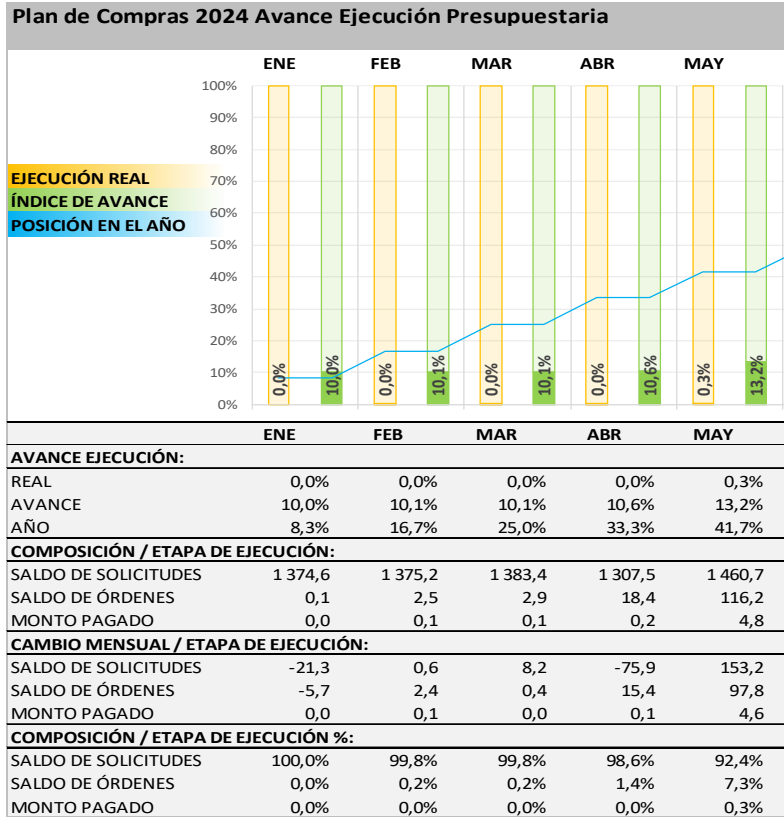 Plan de Compras 2024 Avance Ejecución Presupuestaria
ENE FEB MAR ABR MAY
100%
90%
80%
70%
60%
50%
40%
30%
20%
10%
0%
EJECUCIÓN REAL
ÍNDICE DE AVANCE
POSICIÓN EN EL AÑO
0,0% 10,0% 0,0% 10,1% 0,0% 10,1% 0,0% 10,6% 0,3% 13,2%
ENE FEB MAR ABR MAY
AVANCE EJECUCIÓN:
REAL 0,0% 0,0% 0,0% 0,0% 0,3%
AVANCE 10,0% 10,1% 10,1% 10,6% 13,2%
AÑO 8,3% 16,7% 25,0% 33,3% 41,7%
COMPOSICIÓN / ETAPA DE EJECUCIÓN:
SALDO DE SOLICITUDES 1 374,6 1 375,2 1 383,4 1 307,5 1 460,7
SALDO DE ÓRDENES 0,1 2,5 2,9 18,4 116,2
MONTO PAGADO 0,0 0,1 0,1 0,2 4,8
CAMBIO MENSUAL / ETAPA DE EJECUCIÓN:
SALDO DE SOLICITUDES -21,3 0,6 8,2 -75,9 153,2
SALDO DE ÓRDENES -5,7 2,4 0,4 15,4 97,8
MONTO PAGADO 0,0 0,1 0,0 0,1 4,6
COMPOSICIÓN / ETAPA DE EJECUCIÓN %:
SALDO DE SOLICITUDES 100,0% 99,8% 99,8% 98,6% 92,4%
SALDO DE ÓRDENES 0,0% 0,2% 0,2% 1,4% 7,3%
MONTO PAGADO 0,0% 0,0% 0,0% 0,0% 0,3%